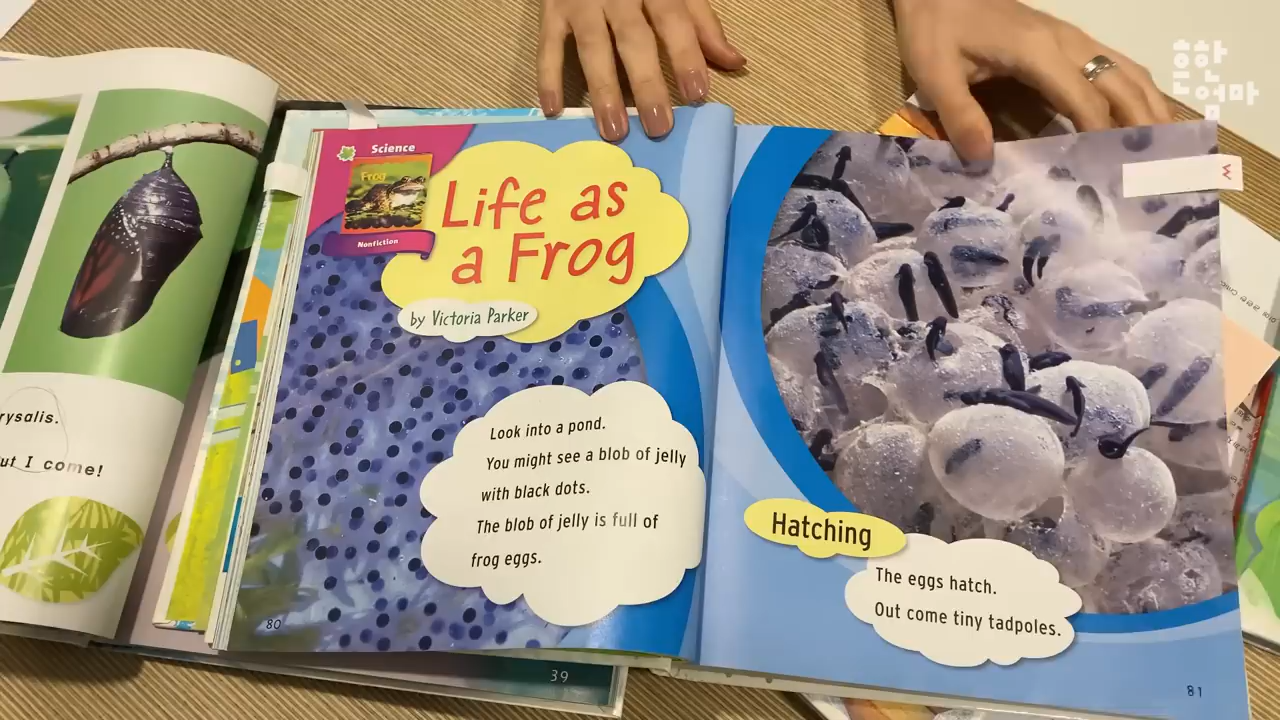 흔한
엄마
rysalis.
ut I come!
39
Science
Frog
Nonfiction
Life as
a Frog
by Victoria Parker
Look into a pond.
You might see a blob of jelly
with black dots.
The blob of jelly is full of
frog eggs.
80
W
Hatching
The eggs hatch.
Out come tiny tadpoles.
81